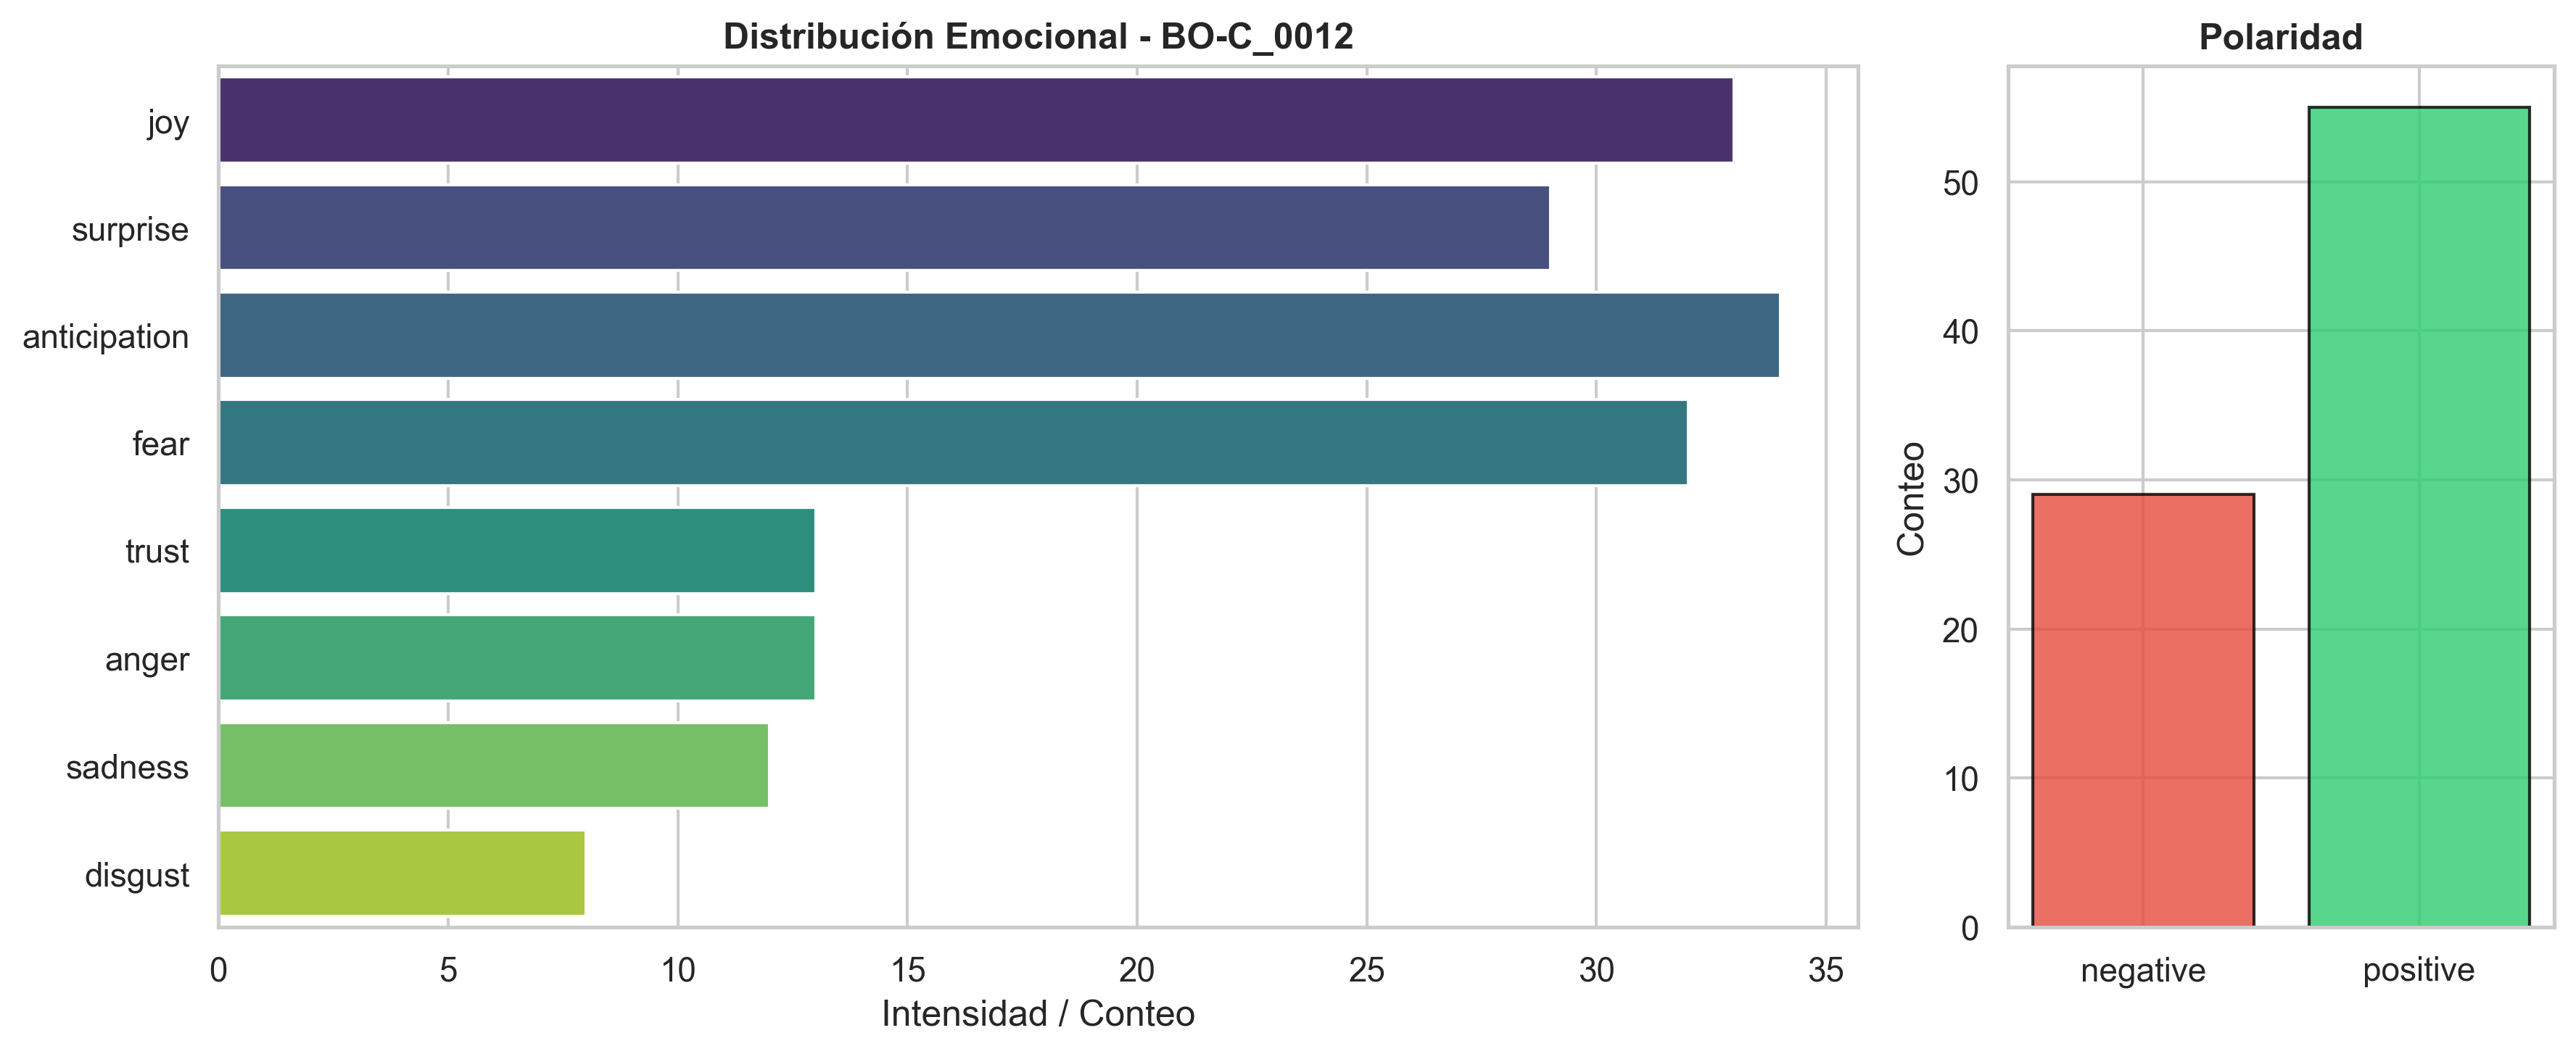 Distribución Emocional - BO-C_0012
joy
surprise
anticipation
fear
trust
anger
sadness
disgust
0 5 10 15 20 25 30 35
Intensidad / Conteo
Polaridad
Conteo
50
40
30
20
10
0
negative positive